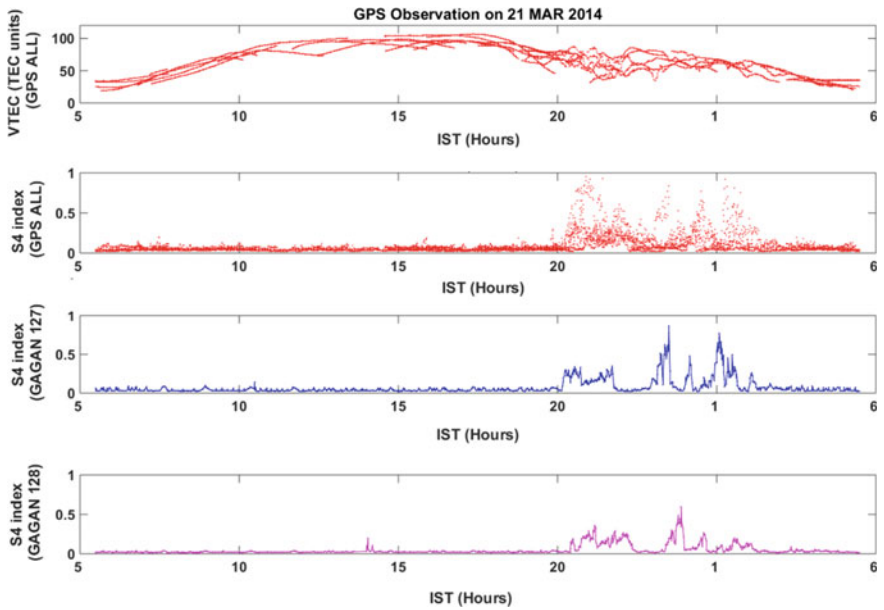 GPS Observation on 21 MAR 2014
VTEC (TEC units)
(GPS ALL)
100
50
0
5 10 15 20 1 6
IST (Hours)
S4 index
(GPS ALL)
1
0.5
0
5 10 15 20 1 6
IST (Hours)
S4 index
(GAGAN 127)
1
0.5
0
5 10 15 20 1 6
IST (Hours)
S4 index
(GAGAN 128)
1
0.5
0
5 10 15 20 1 6
IST (Hours)